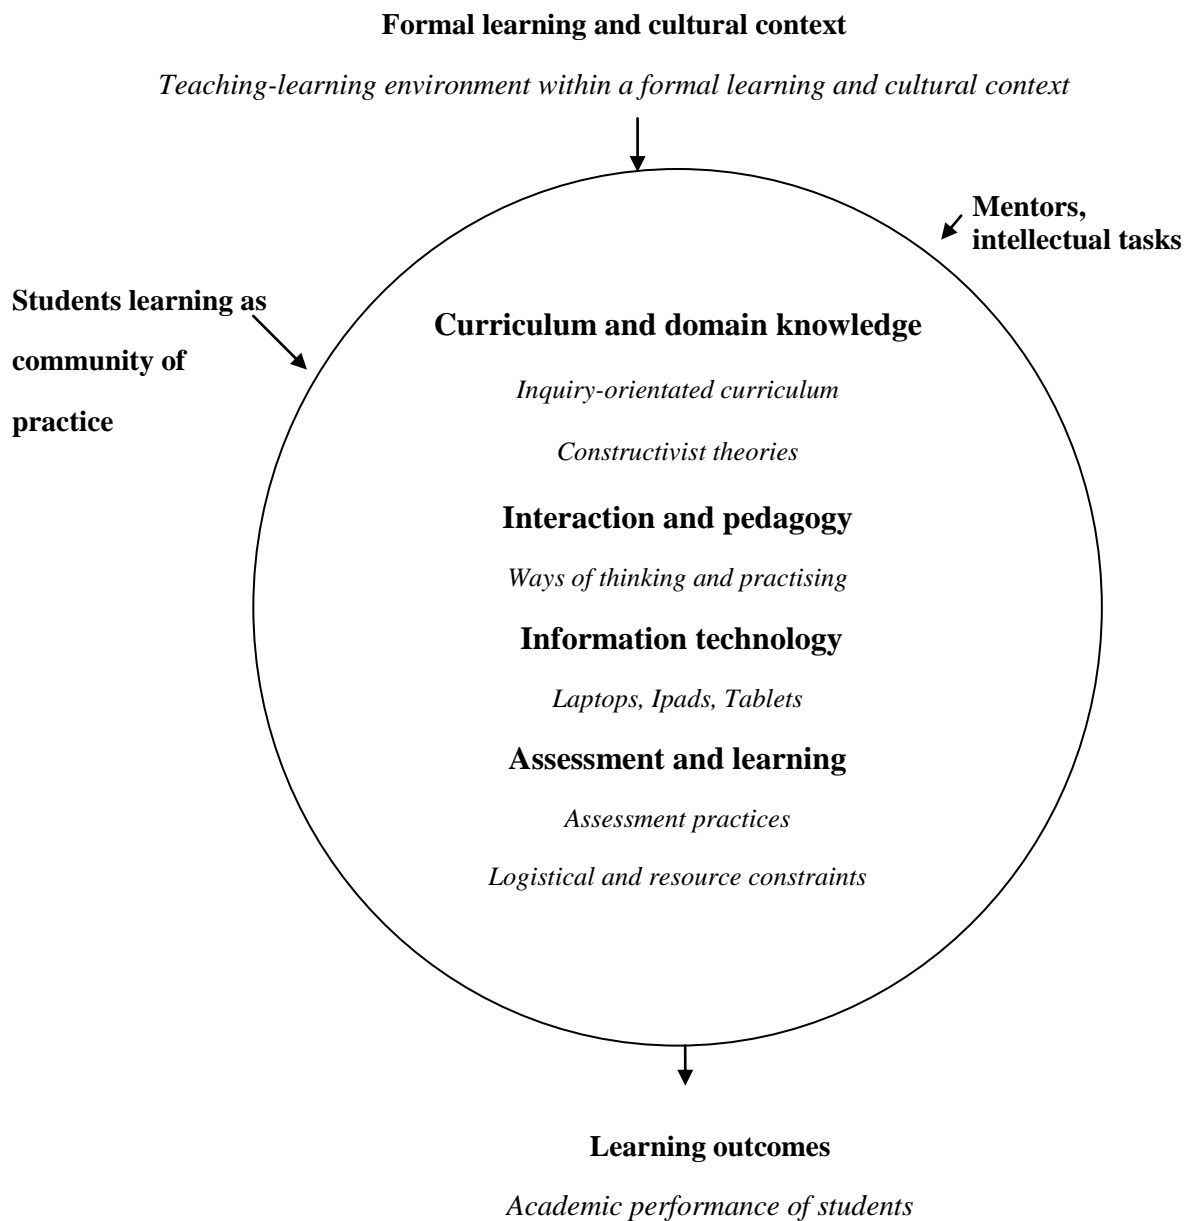 Formal learning and cultural context
Teaching-learning environment within a formal learning and cultural context
Mentors,
intellectual tasks
Students learning as
community of
practice
Curriculum and domain knowledge
Inquiry-orientated curriculum
Constructivist theories
Interaction and pedagogy
Ways of thinking and practising
Information technology
Laptops, Ipads, Tablets
Assessment and learning
Assessment practices
Logistical and resource constraints
Learning outcomes
Academic performance of students